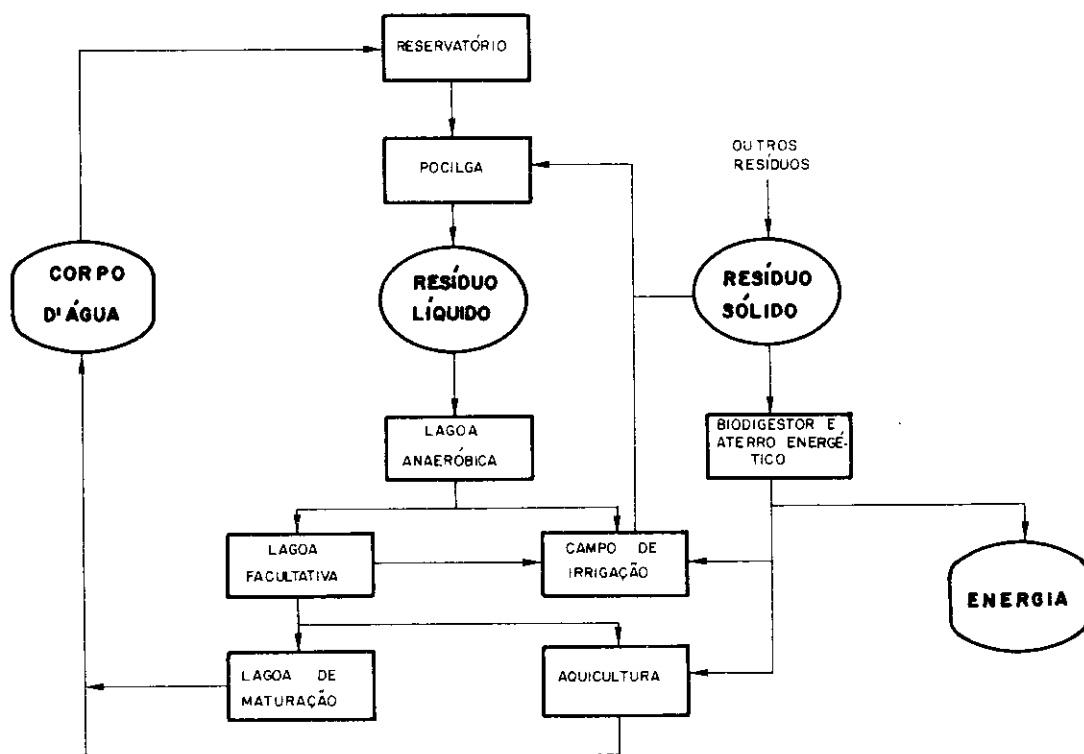 RESERVATÓRIO
POCILGA
OUTROS
RESÍDUOS
CORPO
D'ÁGUA
RESÍDUO
LÍQUIDO
RESÍDUO
SÓLIDO
LAGOA
ANAERÓBICA
BIODIGESTOR E
ATERRO ENERGÉ-
TICO
LAGOA
FACULTATIVA
CAMPO DE
IRRIGAÇÃO
ENERGIA
LAGOA DE
MATURAÇÃO
AQUICULTURA